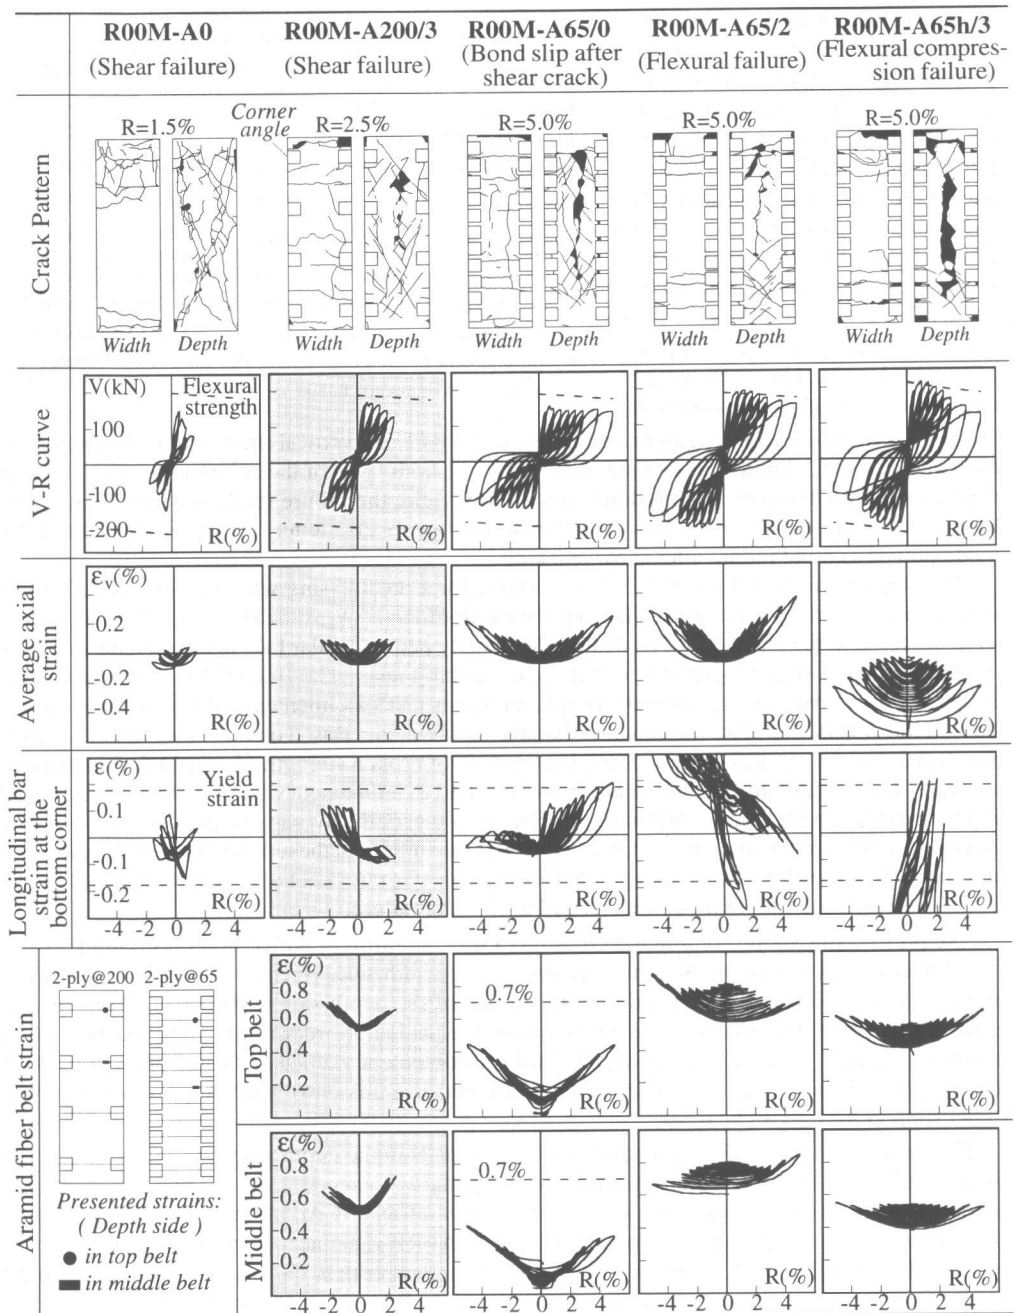 R00M-A0
(Shear failure)
R00M-A200/3
(Shear failure)
R00M-A65/0
(Bond slip after
shear crack)
R00M-A65/2
(Flexural failure)
R00M-A65h/3
(Flexural compres-
sion failure)
Crack Pattern
R=1.5%
Width
Depth
Corner
angle
R=2.5%
Width
Depth
R=5.0%
Width
Depth
R=5.0%
Width
Depth
R=5.0%
Width
Depth
V-R curve
V(kN)
Flexural
strength
100
-100
-200
R(%)
R(%)
R(%)
R(%)
R(%)
Average axial
strain
εv(%)
0.2
-0.2
-0.4
R(%)
R(%)
R(%)
R(%)
R(%)
Longitudinal bar
strain at the
bottom corner
ε(%)
Yield
strain
0.1
-0.1
-0.2
R(%)
R(%)
R(%)
R(%)
R(%)
-4 -2 0 2 4
-4 -2 0 2 4
-4 -2 0 2 4
-4 -2 0 2 4
-4 -2 0 2 4
Aramid fiber belt strain
2-ply@200 2-ply@65
Presented strains:
( Depth side )
in top belt
in middle belt
Top belt
ε(%)
0.8
0.6
0.4
0.2
R(%)
0.7%
R(%)
R(%)
R(%)
Middle belt
ε(%)
0.8
0.6
0.4
0.2
R(%)
0.7%
R(%)
R(%)
R(%)
-4 -2 0 2 4
-4 -2 0 2 4
-4 -2 0 2 4
-4 -2 0 2 4